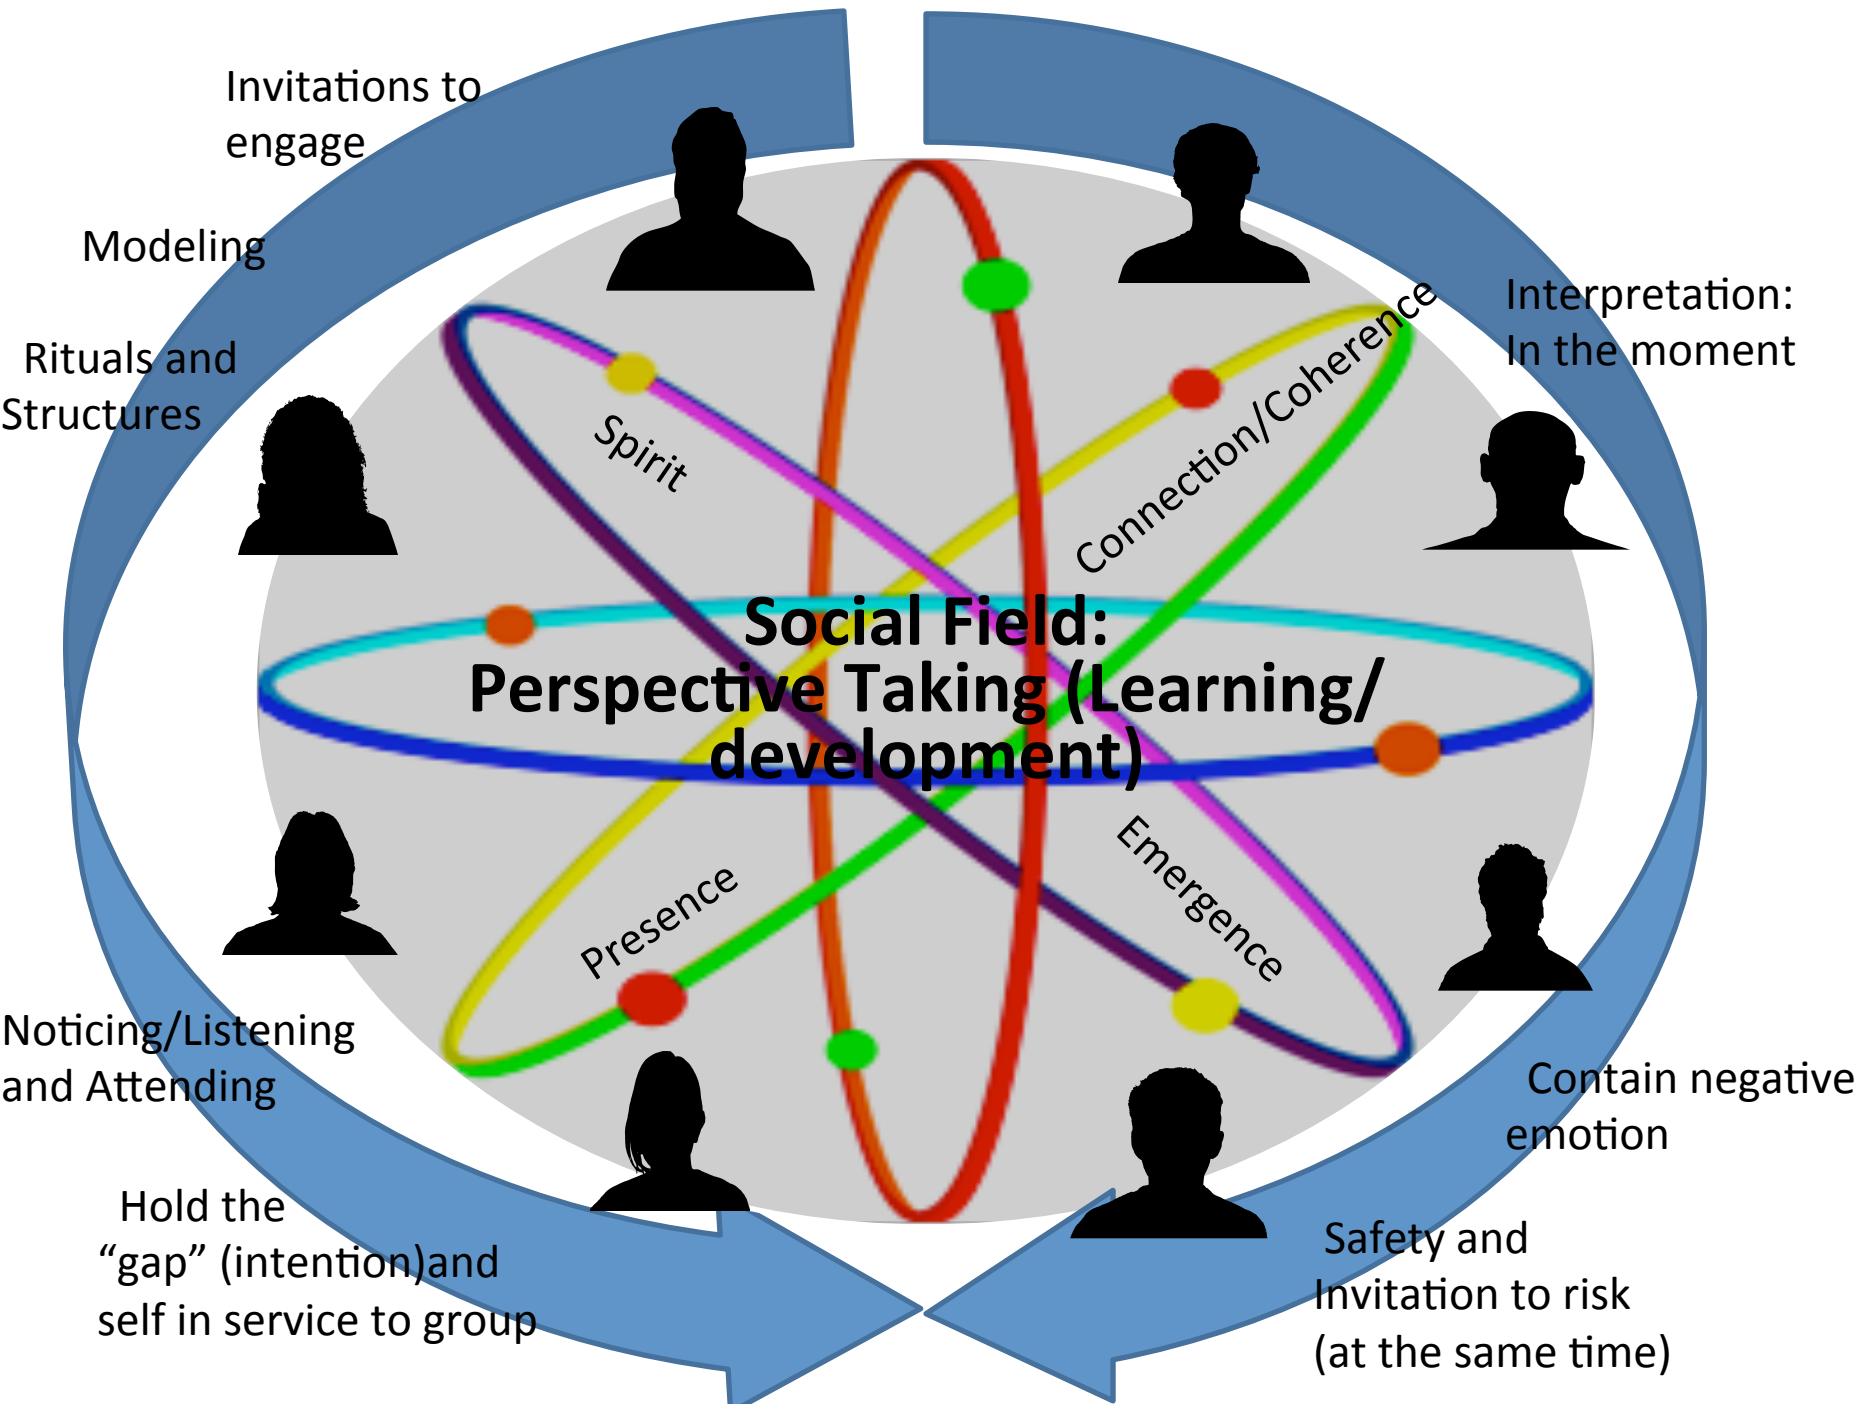 Invitations to
engage
Modeling
Rituals and
Structures
Interpretation:
In the moment
Spirit
Connection/Coherence
Social Field:
Perspective Taking (Learning/
development)
Presence
Emergence
Noticing/Listening
and Attending
Hold the
“gap” (intention)and
self in service to group
Contain negative
emotion
Safety and
Invitation to risk
(at the same time)